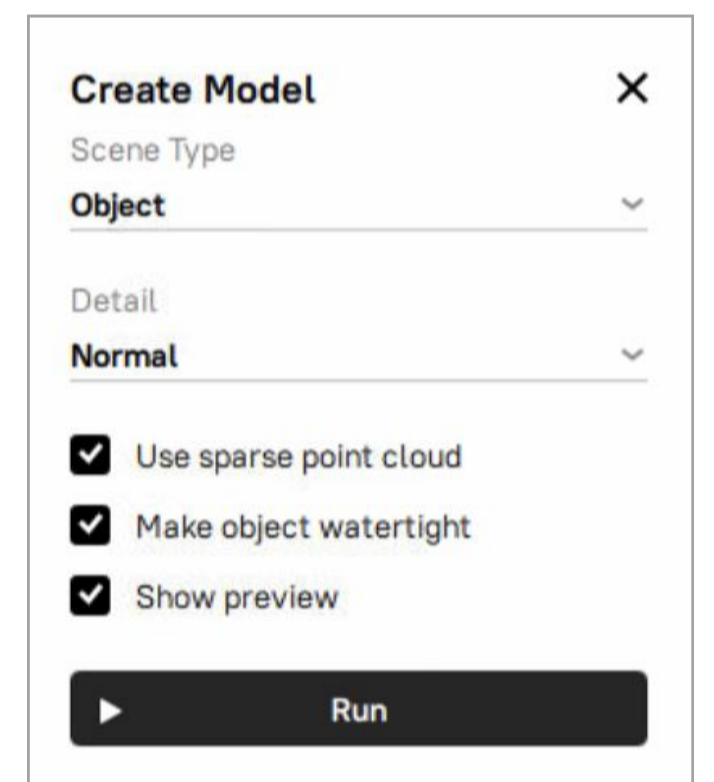 Create Model
Scene Type
Object
Detail
Normal
Use sparse point cloud
Make object watertight
Show preview
Run